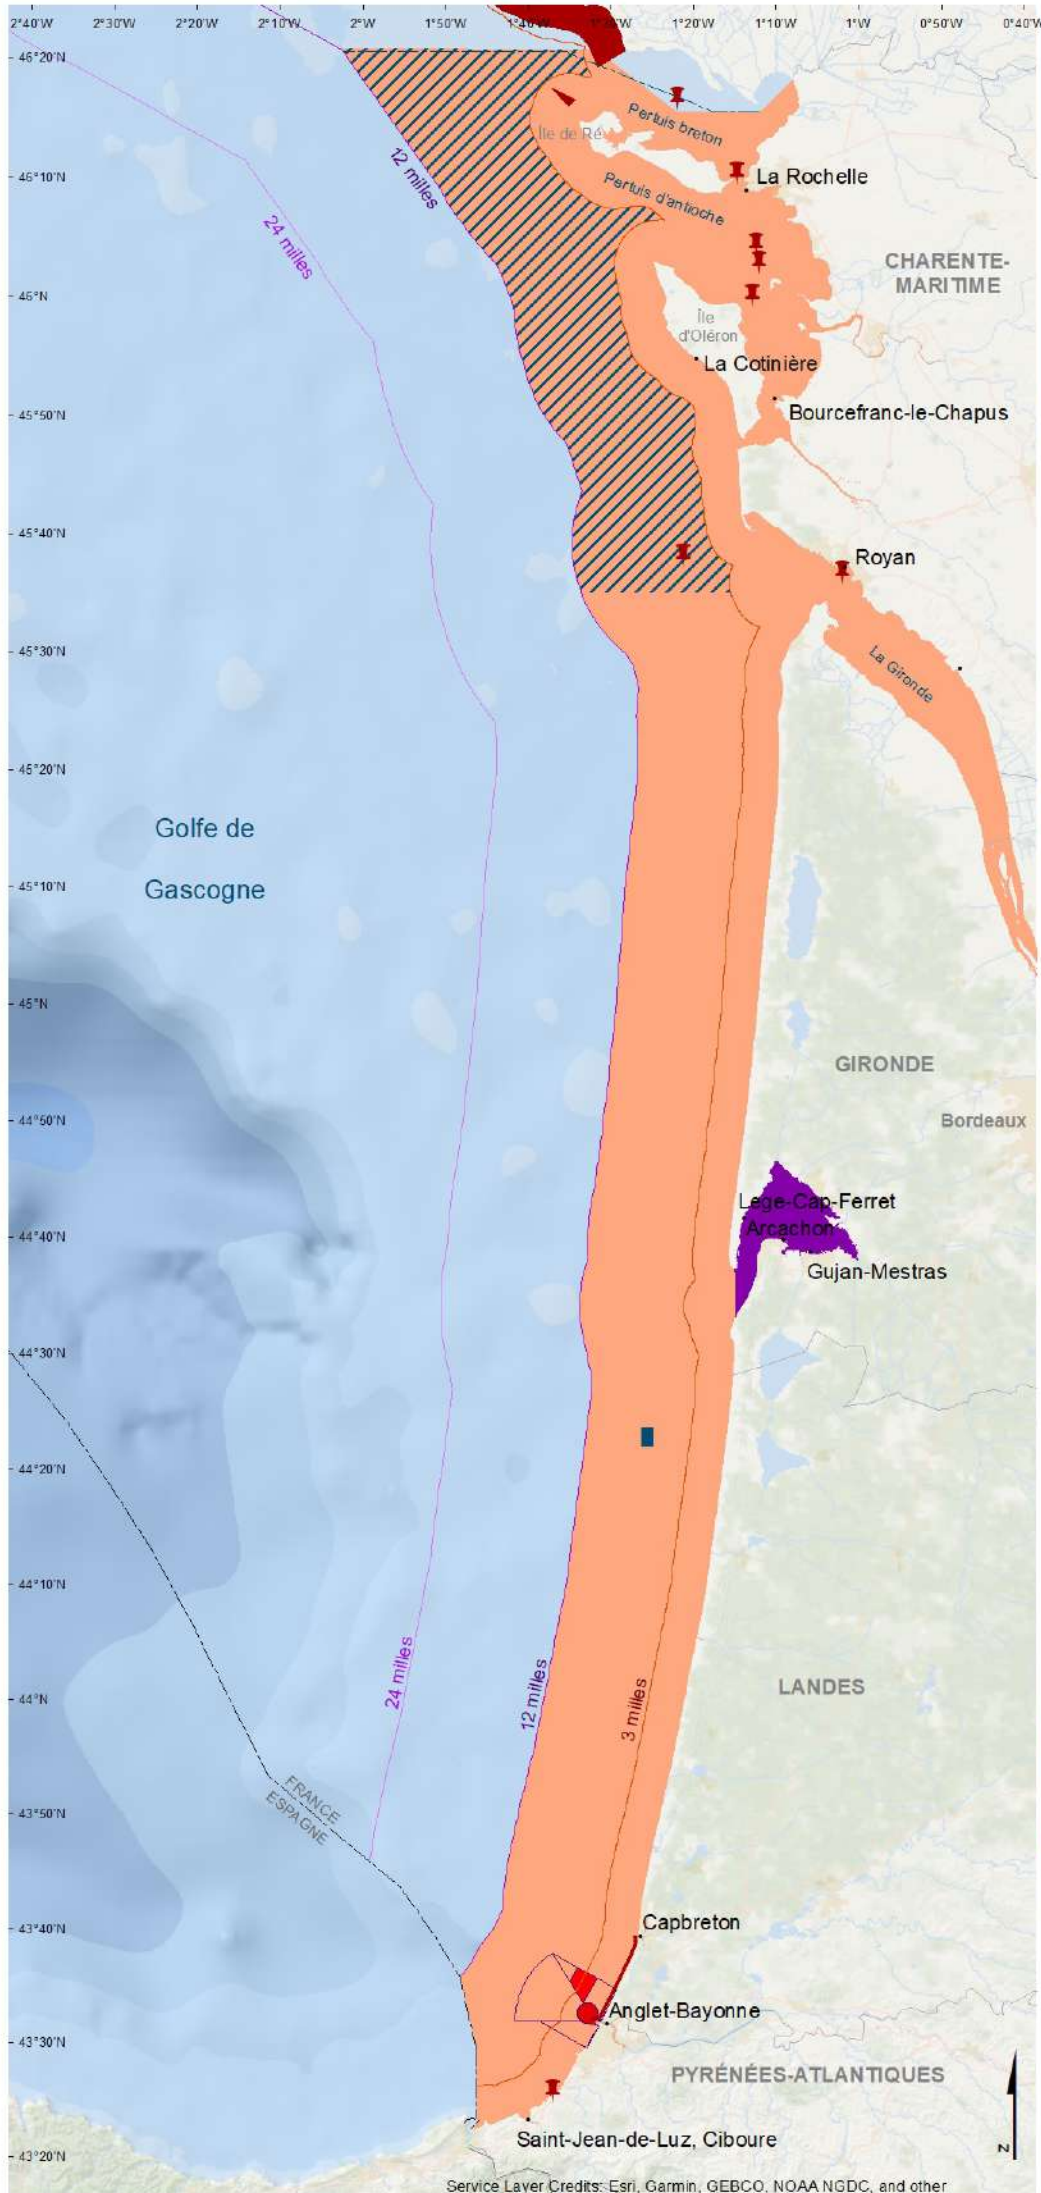 2°40'W 2°30'W 2°20'W 2°10'W 2°W 1°50'W 1°40'W 1°30'W 1°20'W 1°10'W 1°W 0°50'W 0°40'W
46°20'N
Pertuis breton
Île de Ré
12 milles
46°10'N
La Rochelle
Pertuis d'antioche
24 milles
CHARENTE-
MARITIME
46°N
Île
d'Oléron
La Cotinière
45°50'N
Bourcefranc-le-Chapus
45°40'N
Royan
45°30'N
La Gironde
45°20'N
Golfe de
Gascogne
45°10'N
45°N
GIRONDE
44°50'N
Bordeaux
Lege-Cap-Ferret
Arcachon
44°40'N
Gujan-Mestras
44°30'N
44°20'N
44°10'N
24 milles
12 milles
3 milles
LANDES
44°N
FRANCE
ESPAGNE
43°50'N
43°40'N
Capbreton
Anglet-Bayonne
43°30'N
PYRÉNÉES-ATLANTIQUES
Saint-Jean-de-Luz, Ciboure
43°20'N
N
Service Layer Credits: Esri, Garmin, GEBCO, NOAA NGDC, and other